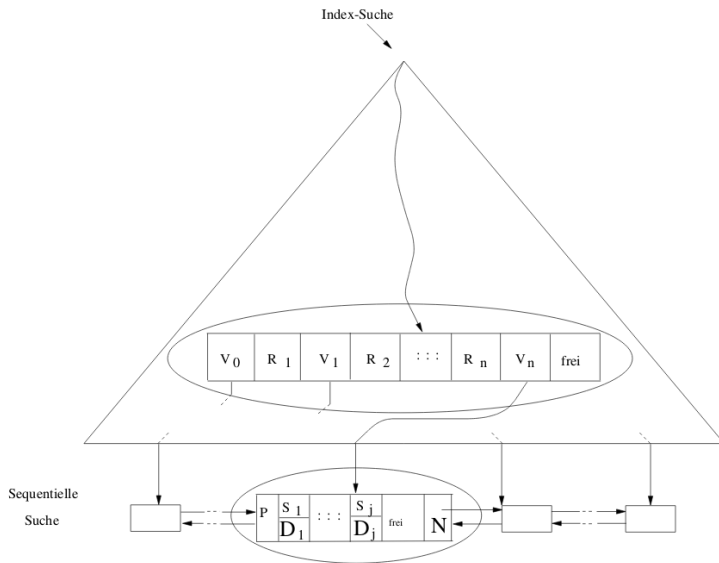 Index-Suche
V0 R1 V1 R2 ::: Rn Vn frei
Sequentielle
Suche
P S1 ::: Sj frei N
D1 Dj